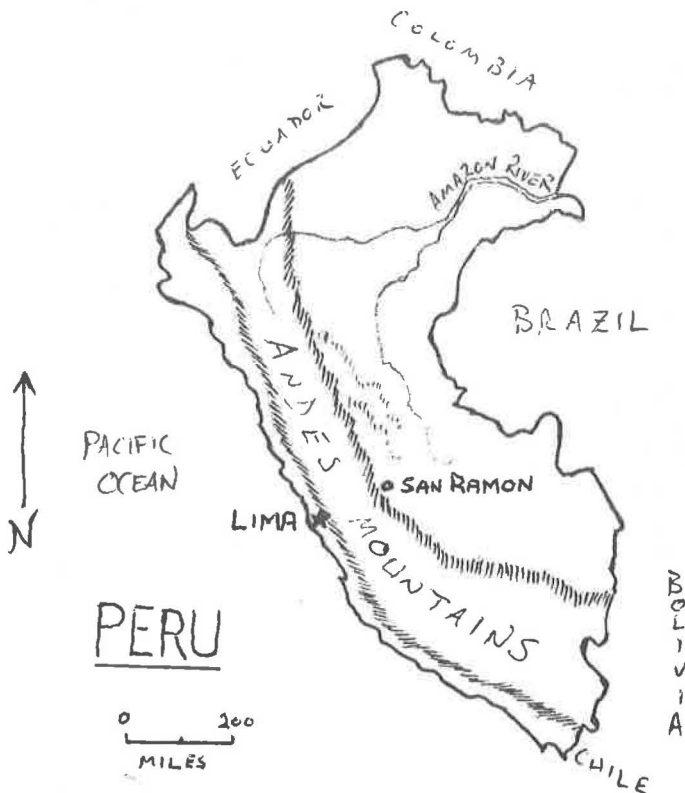 COLOMBIA
ECUADOR
AMAZON RIVER
BRAZIL
ANDES
MOUNTAINS
PACIFIC
OCEAN
SAN RAMON
LIMA
N
PERU
BOLIVIA
0 200
MILES
CHILE